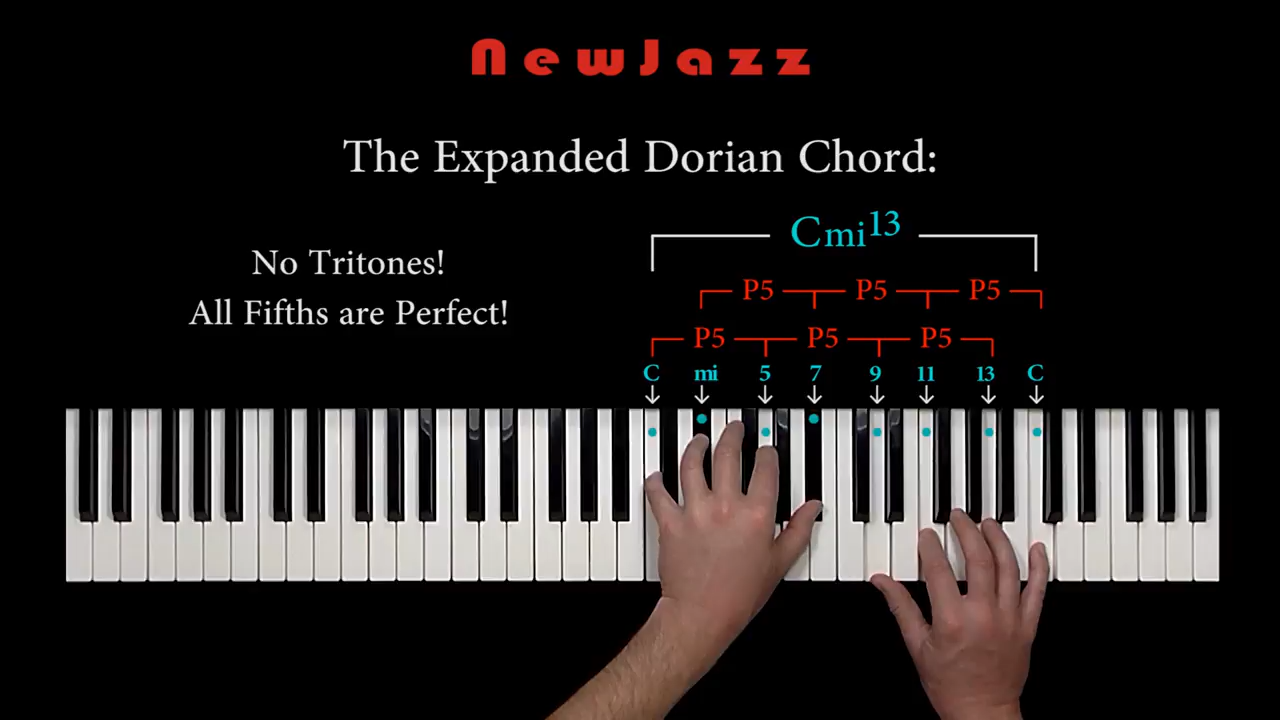 NewJazz
The Expanded Dorian Chord:
Cmi13
No Tritones!
All Fifths are Perfect!
P5 P5 P5
P5 P5 P5
C mi 5 7 9 11 13 C